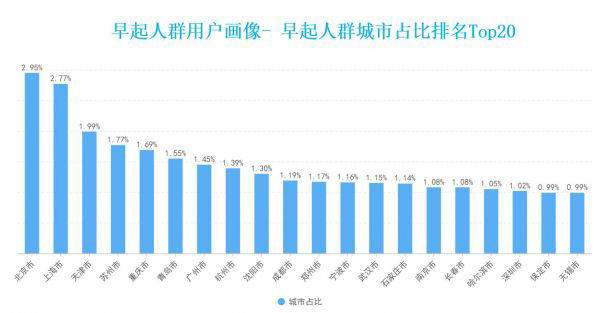 早起人群用户画像- 早起人群城市占比排名Top20
2.95%
2.77%
1.99%
1.77%
1.69%
1.55%
1.45%
1.39%
1.30%
1.19%
1.17%
1.16%
1.15%
1.14%
1.08%
1.08%
1.05%
1.02%
0.99%
0.99%
北京市
上海市
天津市
苏州市
重庆市
青岛市
广州市
杭州市
沈阳市
成都市
郑州市
宁波市
武汉市
石家庄市
南京市
长春市
哈尔滨市
深圳市
保定市
无锡市
城市占比